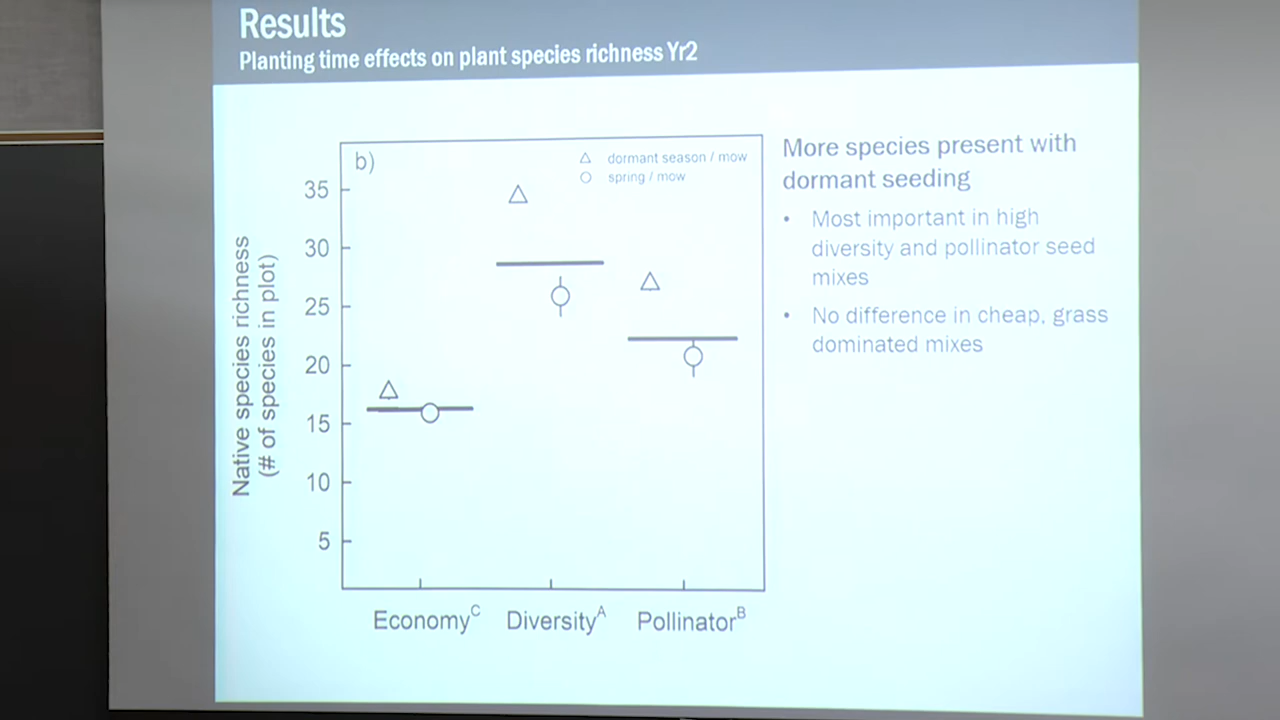 Results
Planting time effects on plant species richness Yr2
b)
dormant season / mow
spring / mow
35
30
25
20
15
10
5
Native species richness
(# of species in plot)
Economy^C
Diversity^A
Pollinator^B
More species present with
dormant seeding
• Most important in high
diversity and pollinator seed
mixes
• No difference in cheap, grass
dominated mixes